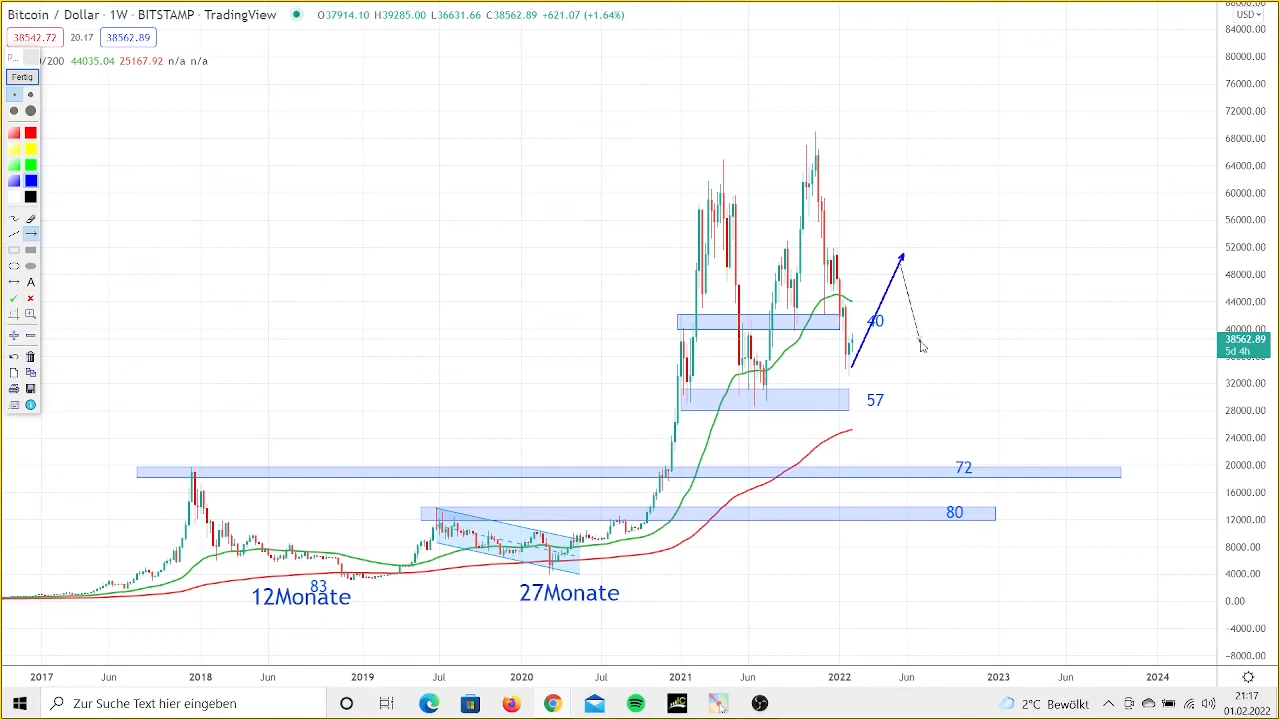 Bitcoin / Dollar · 1W · BITSTAMP · TradingView
O37914.10 H39285.00 L36631.66 C38562.89 +621.07 (+1.64%)
USD
38542.72 20.17 38562.89
P...
/200 44035.04 25167.92 n/a n/a
Fertig
A
84000.00
80000.00
76000.00
72000.00
68000.00
64000.00
60000.00
56000.00
52000.00
48000.00
44000.00
40000.00
38562.89
5d 4h
32000.00
28000.00
24000.00
20000.00
16000.00
12000.00
8000.00
4000.00
0.00
−4000.00
−8000.00
40
57
72
80
83
12Monate
27Monate
2017 Jun 2018 Jun 2019 Jul 2020 Jul 2021 Jun 2022 Jun 2023 Jun 2024
Zur Suche Text hier eingeben
2°C Bewölkt
21:17
01.02.2022